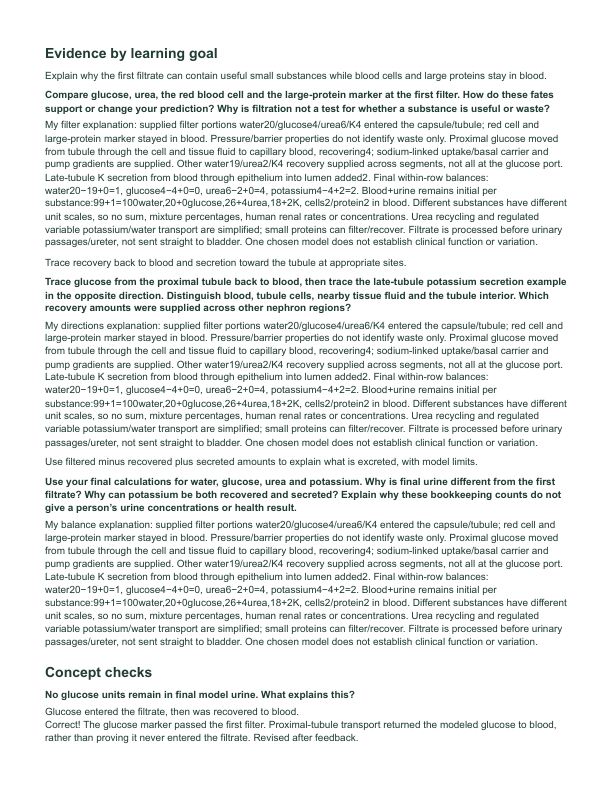 Evidence by learning goal
Explain why the first filtrate can contain useful small substances while blood cells and large proteins stay in blood.
Compare glucose, urea, the red blood cell and the large-protein marker at the first filter. How do these fates
support or change your prediction? Why is filtration not a test for whether a substance is useful or waste?
My filter explanation: supplied filter portions water20/glucose4/urea6/K4 entered the capsule/tubule; red cell and
large-protein marker stayed in blood. Pressure/barrier properties do not identify waste only. Proximal glucose moved
from tubule through the cell and tissue fluid to capillary blood, recovering4; sodium-linked uptake/basal carrier and
pump gradients are supplied. Other water19/urea2/K4 recovery supplied across segments, not all at the glucose port.
Late-tubule K secretion from blood through epithelium into lumen added2. Final within-row balances:
water20−19+0=1, glucose4−4+0=0, urea6−2+0=4, potassium4−4+2=2. Blood+urine remains initial per
substance:99+1=100water,20+0glucose,26+4urea,18+2K, cells2/protein2 in blood. Different substances have different
unit scales, so no sum, mixture percentages, human renal rates or concentrations. Urea recycling and regulated
variable potassium/water transport are simplified; small proteins can filter/recover. Filtrate is processed before urinary
passages/ureter, not sent straight to bladder. One chosen model does not establish clinical function or variation.
Trace recovery back to blood and secretion toward the tubule at appropriate sites.
Trace glucose from the proximal tubule back to blood, then trace the late-tubule potassium secretion example
in the opposite direction. Distinguish blood, tubule cells, nearby tissue fluid and the tubule interior. Which
recovery amounts were supplied across other nephron regions?
My directions explanation: supplied filter portions water20/glucose4/urea6/K4 entered the capsule/tubule; red cell and
large-protein marker stayed in blood. Pressure/barrier properties do not identify waste only. Proximal glucose moved
from tubule through the cell and tissue fluid to capillary blood, recovering4; sodium-linked uptake/basal carrier and
pump gradients are supplied. Other water19/urea2/K4 recovery supplied across segments, not all at the glucose port.
Late-tubule K secretion from blood through epithelium into lumen added2. Final within-row balances:
water20−19+0=1, glucose4−4+0=0, urea6−2+0=4, potassium4−4+2=2. Blood+urine remains initial per
substance:99+1=100water,20+0glucose,26+4urea,18+2K, cells2/protein2 in blood. Different substances have different
unit scales, so no sum, mixture percentages, human renal rates or concentrations. Urea recycling and regulated
variable potassium/water transport are simplified; small proteins can filter/recover. Filtrate is processed before urinary
passages/ureter, not sent straight to bladder. One chosen model does not establish clinical function or variation.
Use filtered minus recovered plus secreted amounts to explain what is excreted, with model limits.
Use your final calculations for water, glucose, urea and potassium. Why is final urine different from the first
filtrate? Why can potassium be both recovered and secreted? Explain why these bookkeeping counts do not
give a person's urine concentrations or health result.
My balance explanation: supplied filter portions water20/glucose4/urea6/K4 entered the capsule/tubule; red cell and
large-protein marker stayed in blood. Pressure/barrier properties do not identify waste only. Proximal glucose moved
from tubule through the cell and tissue fluid to capillary blood, recovering4; sodium-linked uptake/basal carrier and
pump gradients are supplied. Other water19/urea2/K4 recovery supplied across segments, not all at the glucose port.
Late-tubule K secretion from blood through epithelium into lumen added2. Final within-row balances:
water20−19+0=1, glucose4−4+0=0, urea6−2+0=4, potassium4−4+2=2. Blood+urine remains initial per
substance:99+1=100water,20+0glucose,26+4urea,18+2K, cells2/protein2 in blood. Different substances have different
unit scales, so no sum, mixture percentages, human renal rates or concentrations. Urea recycling and regulated
variable potassium/water transport are simplified; small proteins can filter/recover. Filtrate is processed before urinary
passages/ureter, not sent straight to bladder. One chosen model does not establish clinical function or variation.
Concept checks
No glucose units remain in final model urine. What explains this?
Glucose entered the filtrate, then was recovered to blood.
Correct! The glucose marker passed the first filter. Proximal-tubule transport returned the modeled glucose to blood,
rather than proving it never entered the filtrate. Revised after feedback.